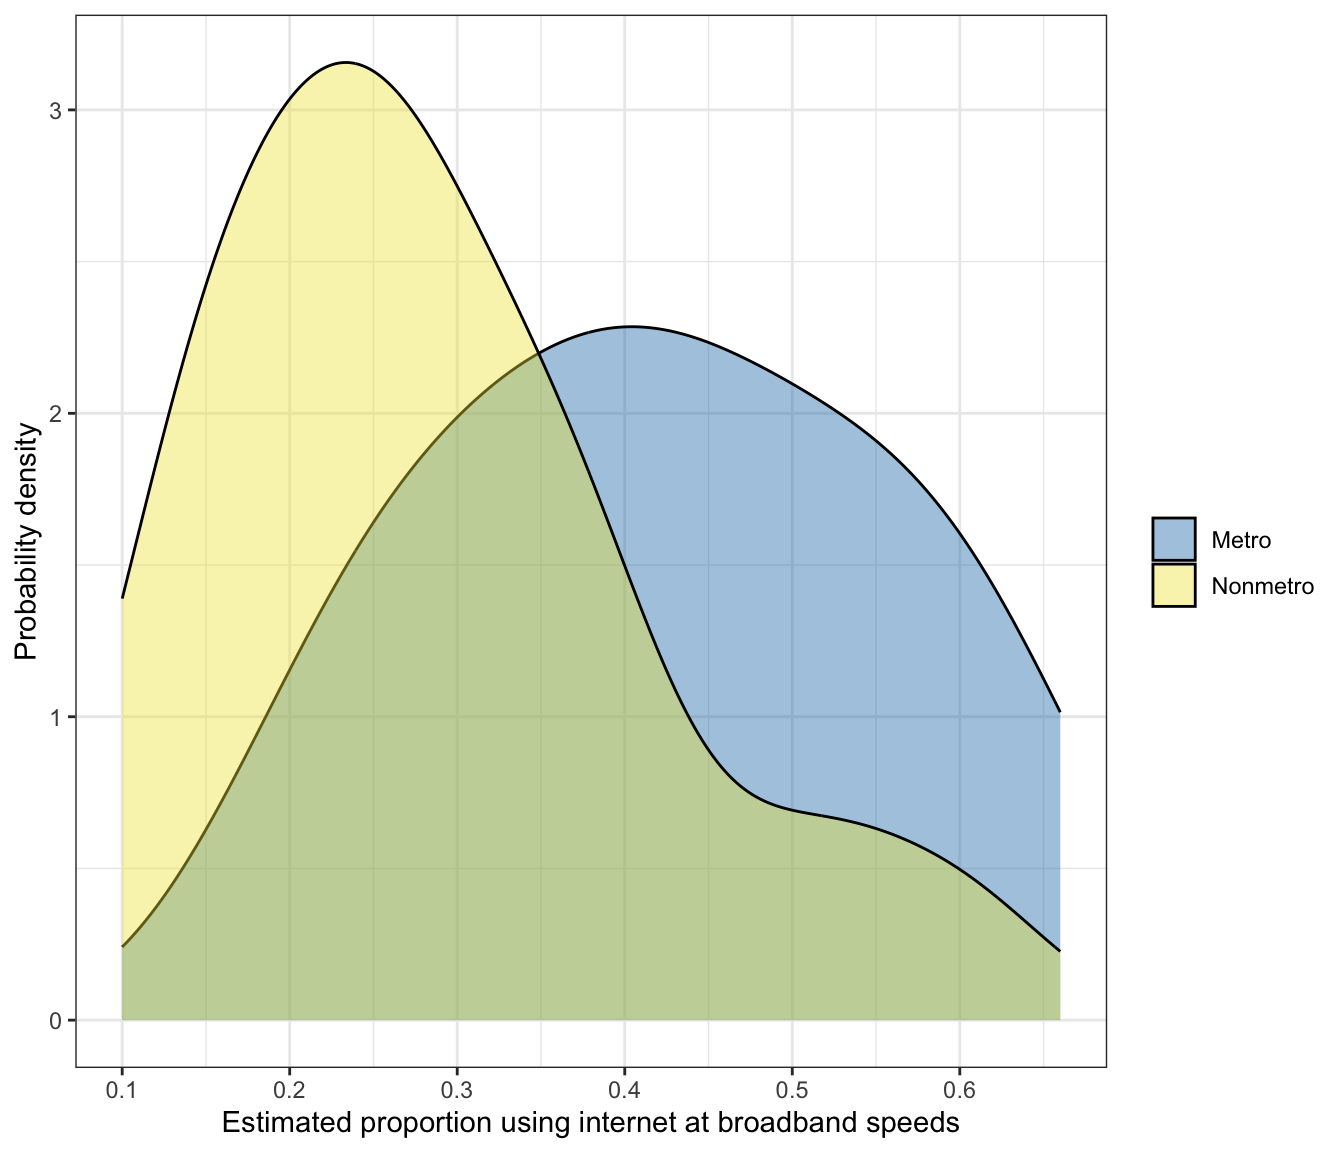 3
2
1
0
Probability density
0.1 0.2 0.3 0.4 0.5 0.6
Estimated proportion using internet at broadband speeds
Metro
Nonmetro